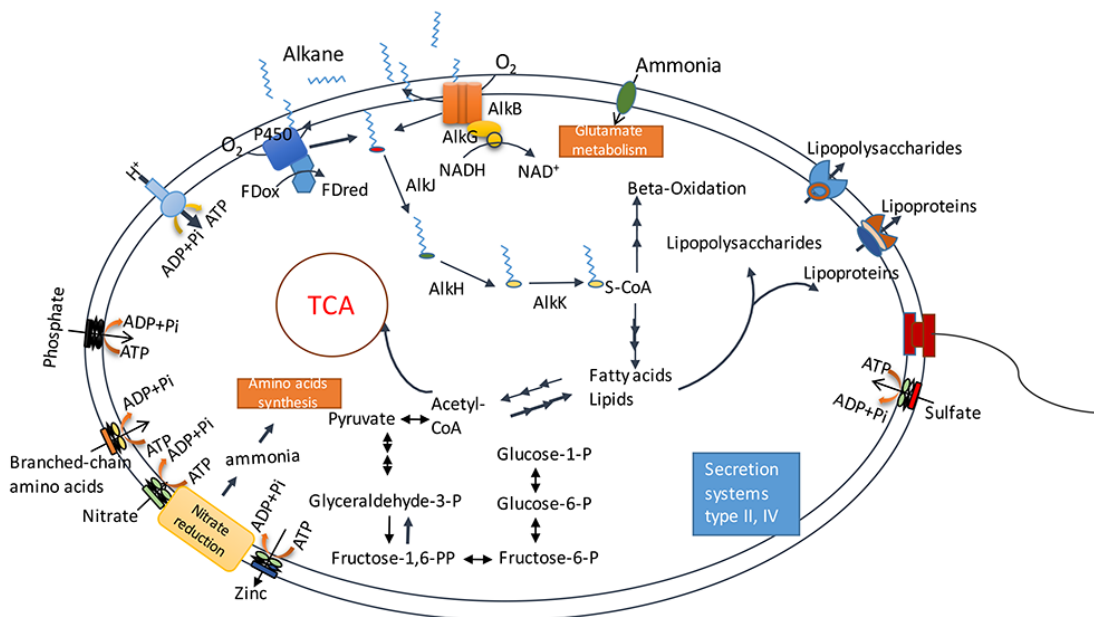 Alkane
O2
Ammonia
AlkB
P450
O2
AlkG
Glutamate
metabolism
NADH
NAD+
FDox
FDred
AlkJ
H+
ATP
ADP+Pi
Beta-Oxidation
Lipopolysaccharides
Lipoproteins
Lipopolysaccharides
Lipoproteins
AlkH
AlkK
S-CoA
TCA
Phosphate
ADP+Pi
ATP
Fatty acids
Lipids
ATP
ADP+Pi
Sulfate
Amino acids
synthesis
Acetyl-
CoA
Pyruvate
ADP+Pi
ATP
Branched-chain
amino acids
ADP+Pi
ATP
Nitrate
ammonia
Nitrate
reduction
Glucose-1-P
Glyceraldehyde-3-P
Glucose-6-P
Fructose-1,6-PP
Fructose-6-P
ADP+Pi
ATP
Zinc
Secretion
systems
type II, IV